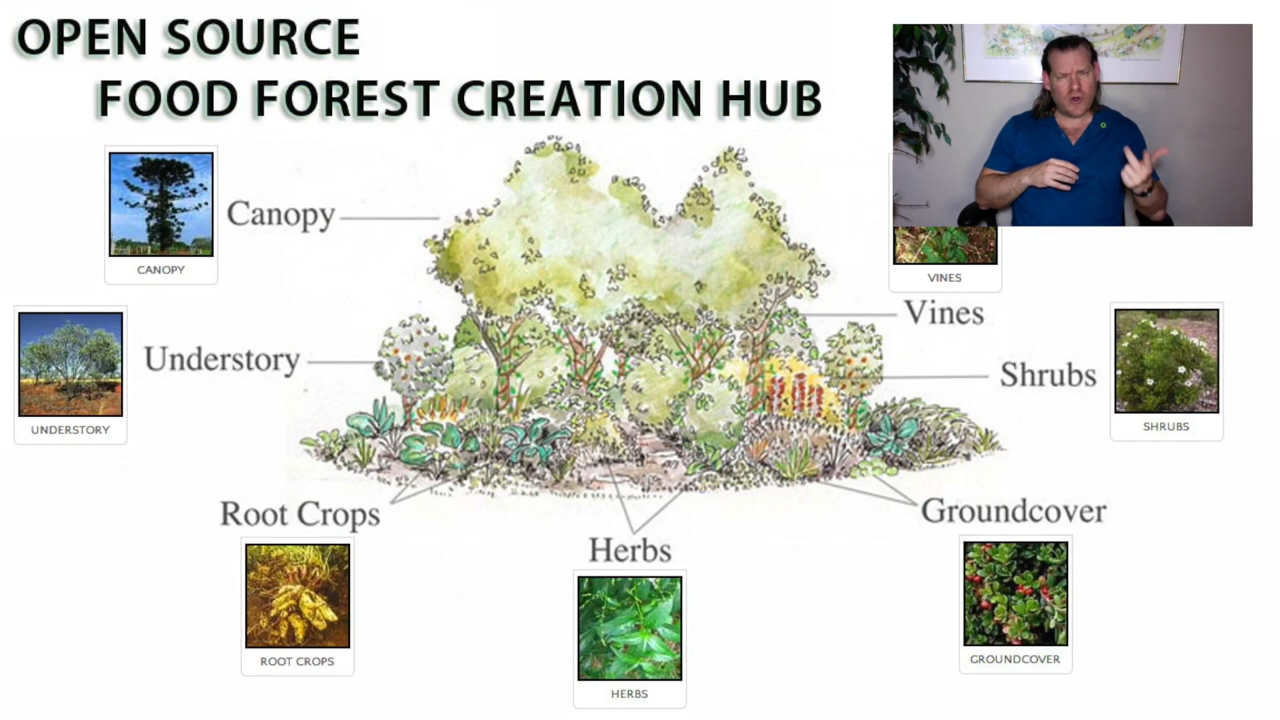 OPEN SOURCE
FOOD FOREST CREATION HUB
Canopy
CANOPY
VINES
Vines
Understory
UNDERSTORY
Shrubs
SHRUBS
Root Crops
ROOT CROPS
Herbs
HERBS
Groundcover
GROUNDCOVER